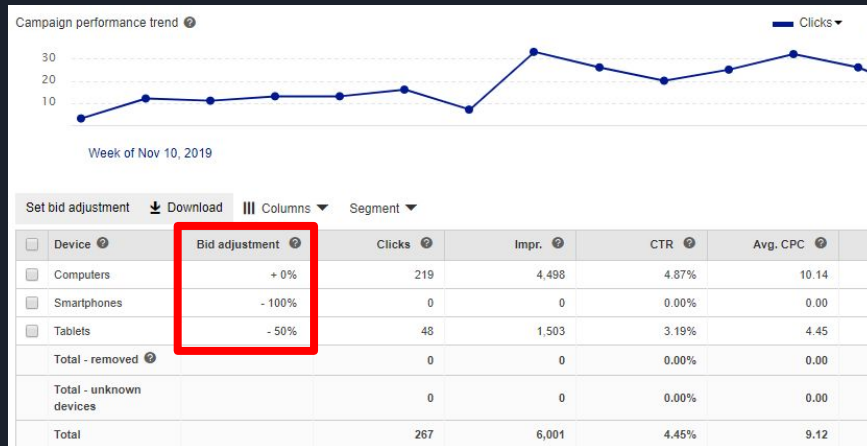 Campaign performance trend
Clicks
30
20
10
Week of Nov 10, 2019
Set bid adjustment Download Columns Segment
Device Bid adjustment Clicks Impr. CTR Avg. CPC
Computers + 0% 219 4,498 4.87% 10.14
Smartphones - 100% 0 0 0.00% 0.00
Tablets - 50% 48 1,503 3.19% 4.45
Total - removed 0 0 0.00% 0.00
Total - unknown
devices 0 0 0.00% 0.00
Total 267 6,001 4.45% 9.12